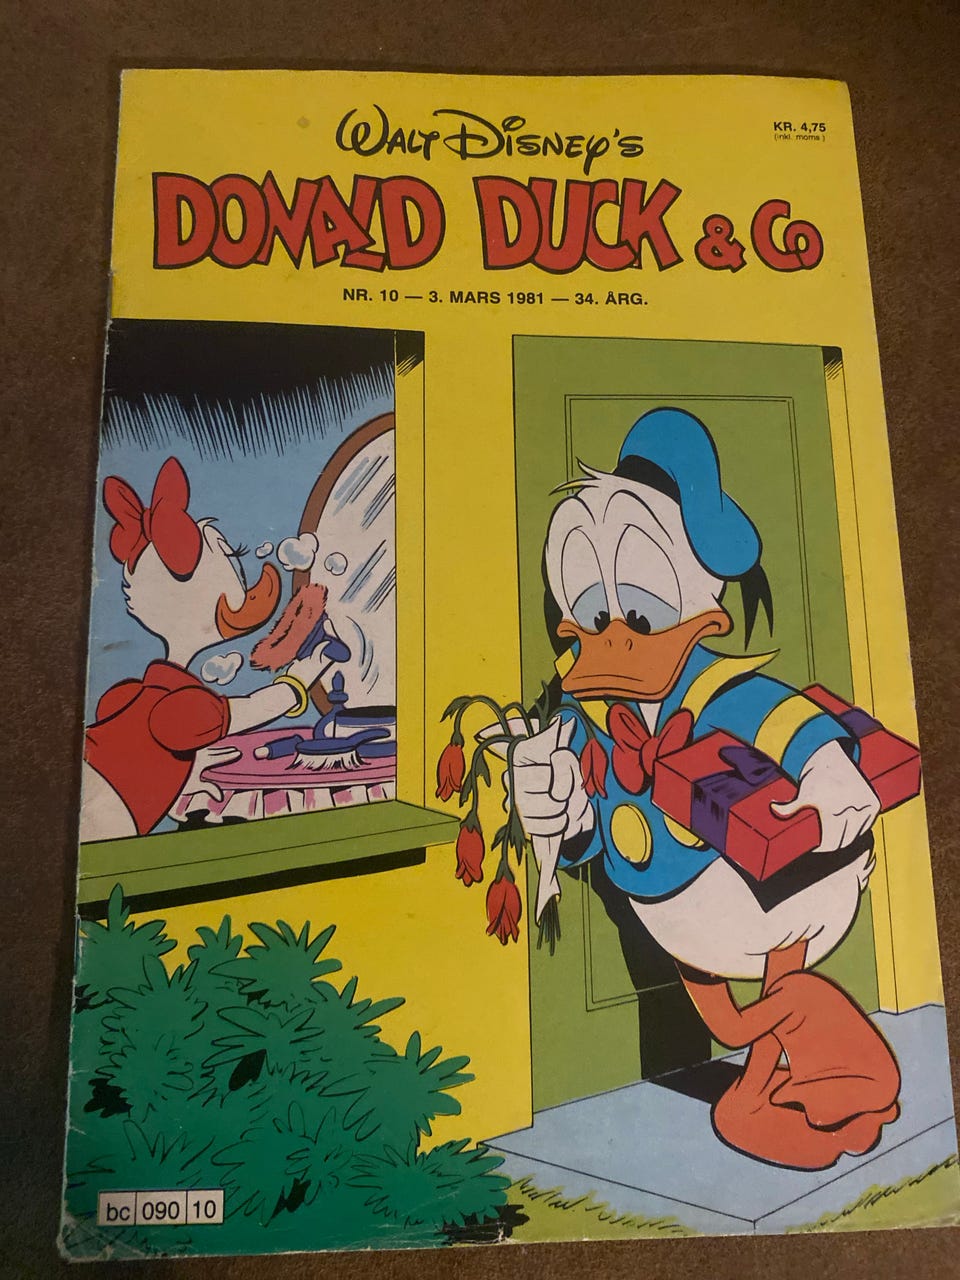 WALT DISNEY'S
KR. 4,75
(inkl. moms)
DONALD DUCK & Co
NR. 10 — 3. MARS 1981 — 34. ÅRG.
bc 090 10